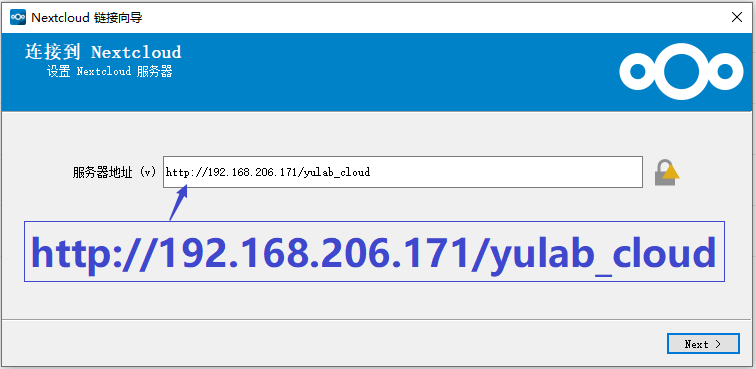 Nextcloud 链接向导
连接到 Nextcloud
设置 Nextcloud 服务器
服务器地址 (v) http://192.168.206.171/yulab_cloud
http://192.168.206.171/yulab_cloud
Next >